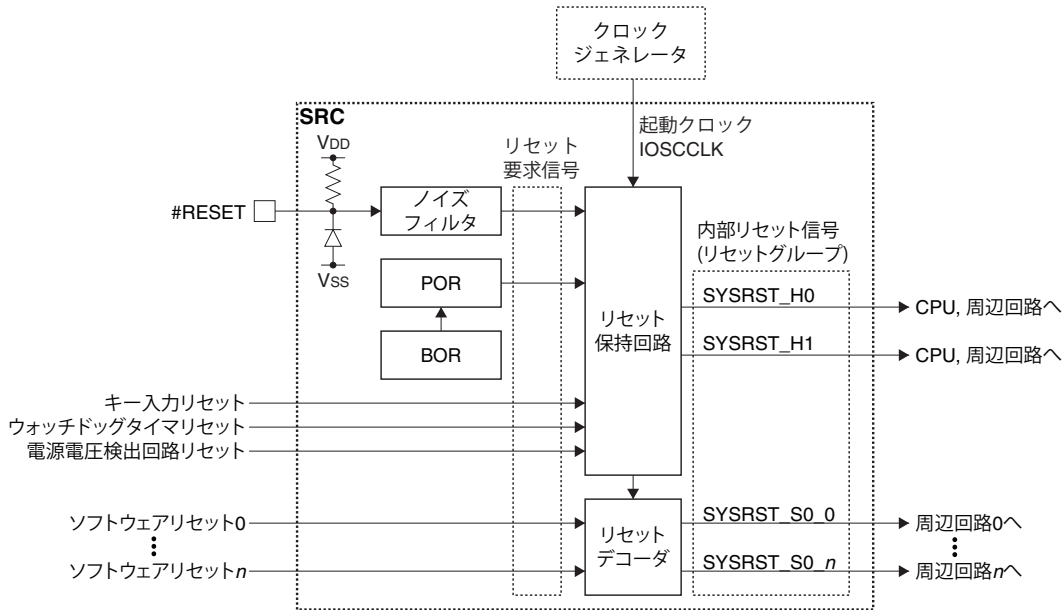 クロック
ジェネレータ
SRC
VDD
起動クロック
IOSCCLK
リセット
要求信号
#RESET
ノイズ
フィルタ
VSS
POR
BOR
リセット
保持回路
内部リセット信号
(リセットグループ)
SYSRST_H0
CPU, 周辺回路へ
SYSRST_H1
CPU, 周辺回路へ
キー入力リセット
ウォッチドッグタイマリセット
電源電圧検出回路リセット
ソフトウェアリセット0
ソフトウェアリセットn
リセット
デコーダ
SYSRST_S0_0
周辺回路0へ
SYSRST_S0_n
周辺回路nへ